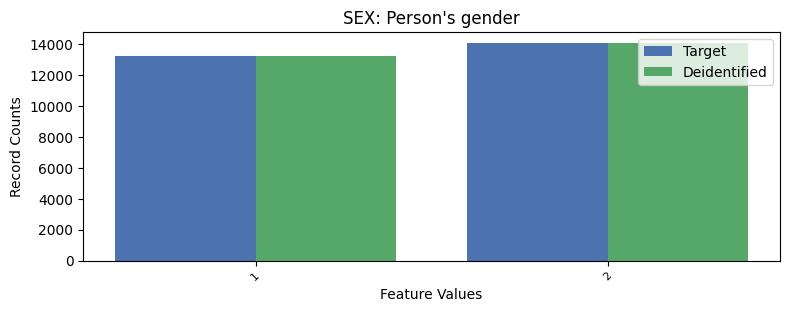 SEX: Person's gender
Target
Deidentified
Record Counts
14000
12000
10000
8000
6000
4000
2000
0
1
2
Feature Values